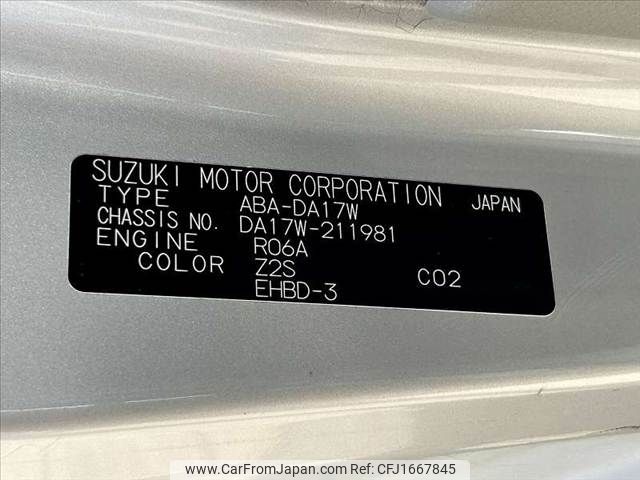 SUZUKI MOTOR CORPORATION JAPAN
TYPE ABA-DA17W
CHASSIS NO. DA17W-211981
ENGINE R06A
COLOR Z2S C02
EHBD-3
www.CarFromJapan.com Ref No: CFJ1667845